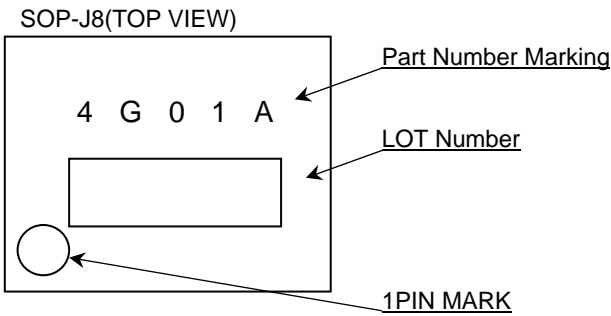 SOP-J8(TOP VIEW)
Part Number Marking
4 G 0 1 A
LOT Number
1PIN MARK